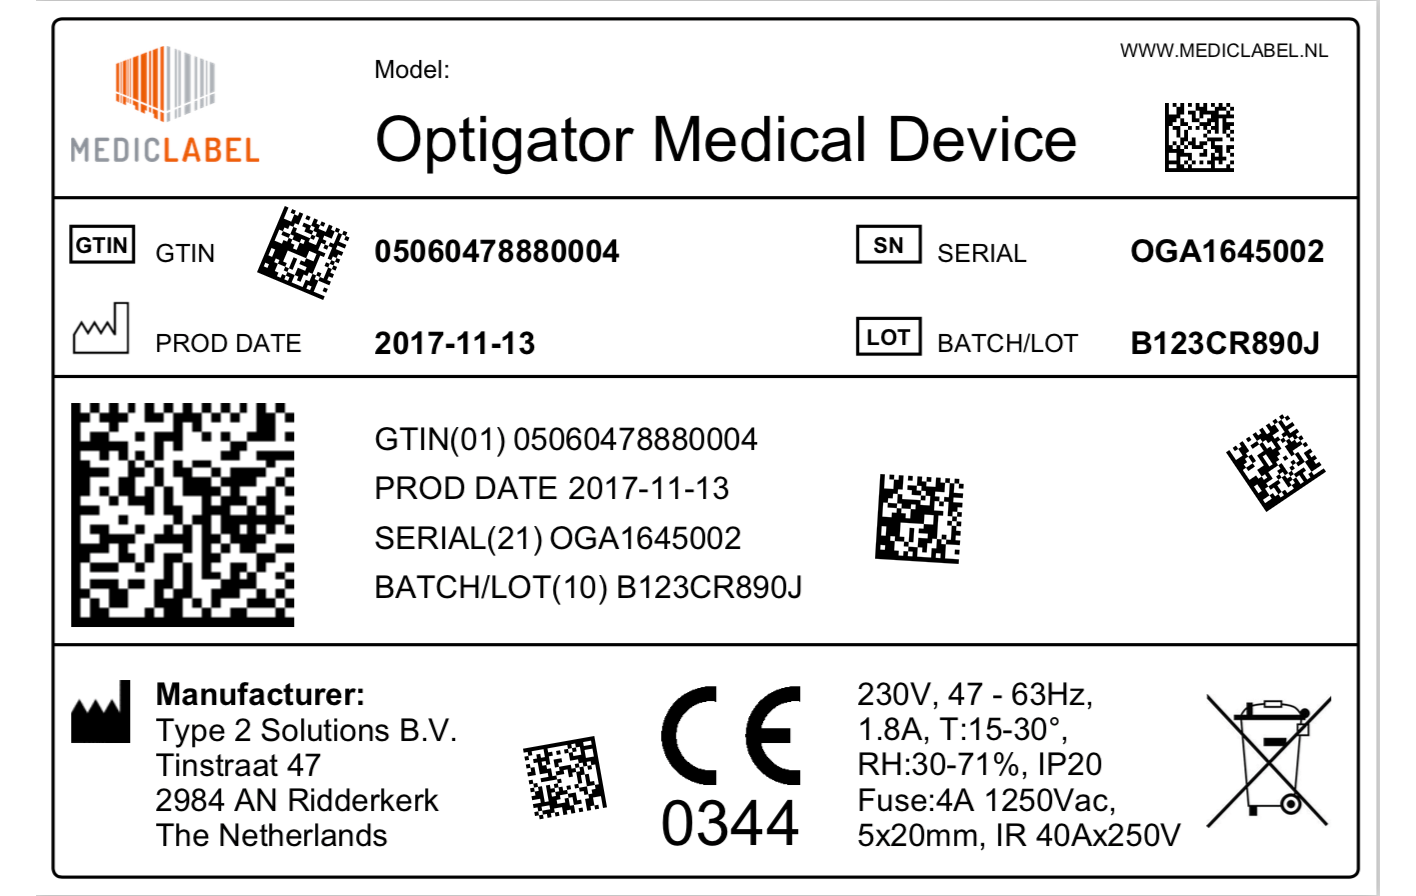 WWW.MEDICLABEL.NL
MEDICLABEL
Model:
Optigator Medical Device
GTIN GTIN 05060478880004
SN SERIAL OGA1645002
PROD DATE 2017-11-13
LOT BATCH/LOT B123CR890J
GTIN(01) 05060478880004
PROD DATE 2017-11-13
SERIAL(21) OGA1645002
BATCH/LOT(10) B123CR890J
Manufacturer:
Type 2 Solutions B.V.
Tinstraat 47
2984 AN Ridderkerk
The Netherlands
CE
0344
230V, 47 - 63Hz,
1.8A, T:15-30°,
RH:30-71%, IP20
Fuse:4A 1250Vac,
5x20mm, IR 40Ax250V